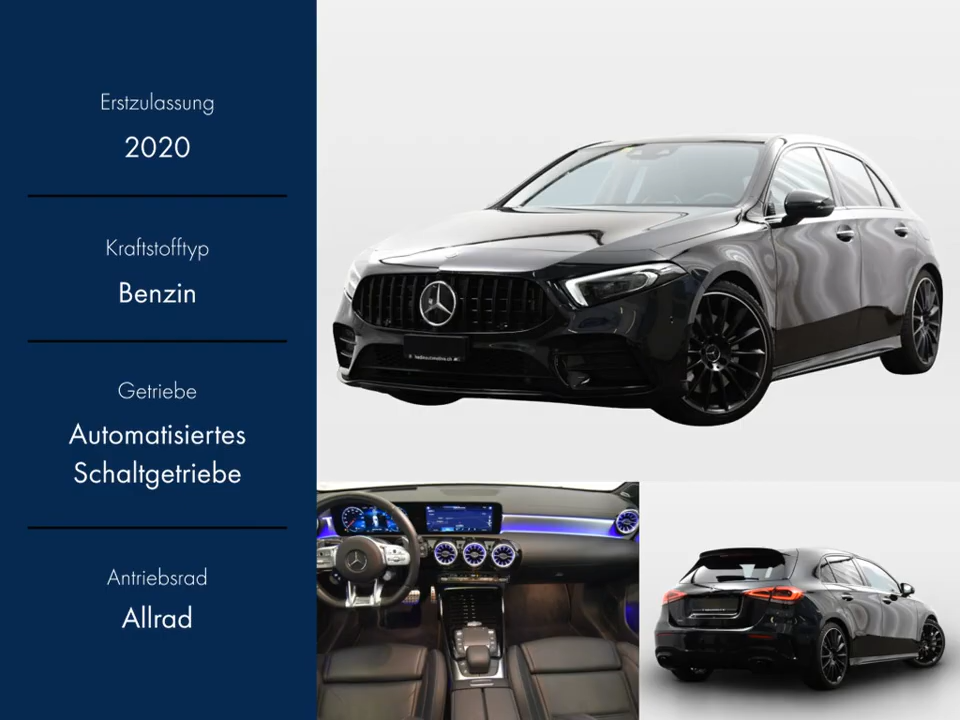 Erstzulassung
2020
Kraftstofftyp
Benzin
Getriebe
Automatisiertes
Schaltgetriebe
Antriebsrad
Allrad